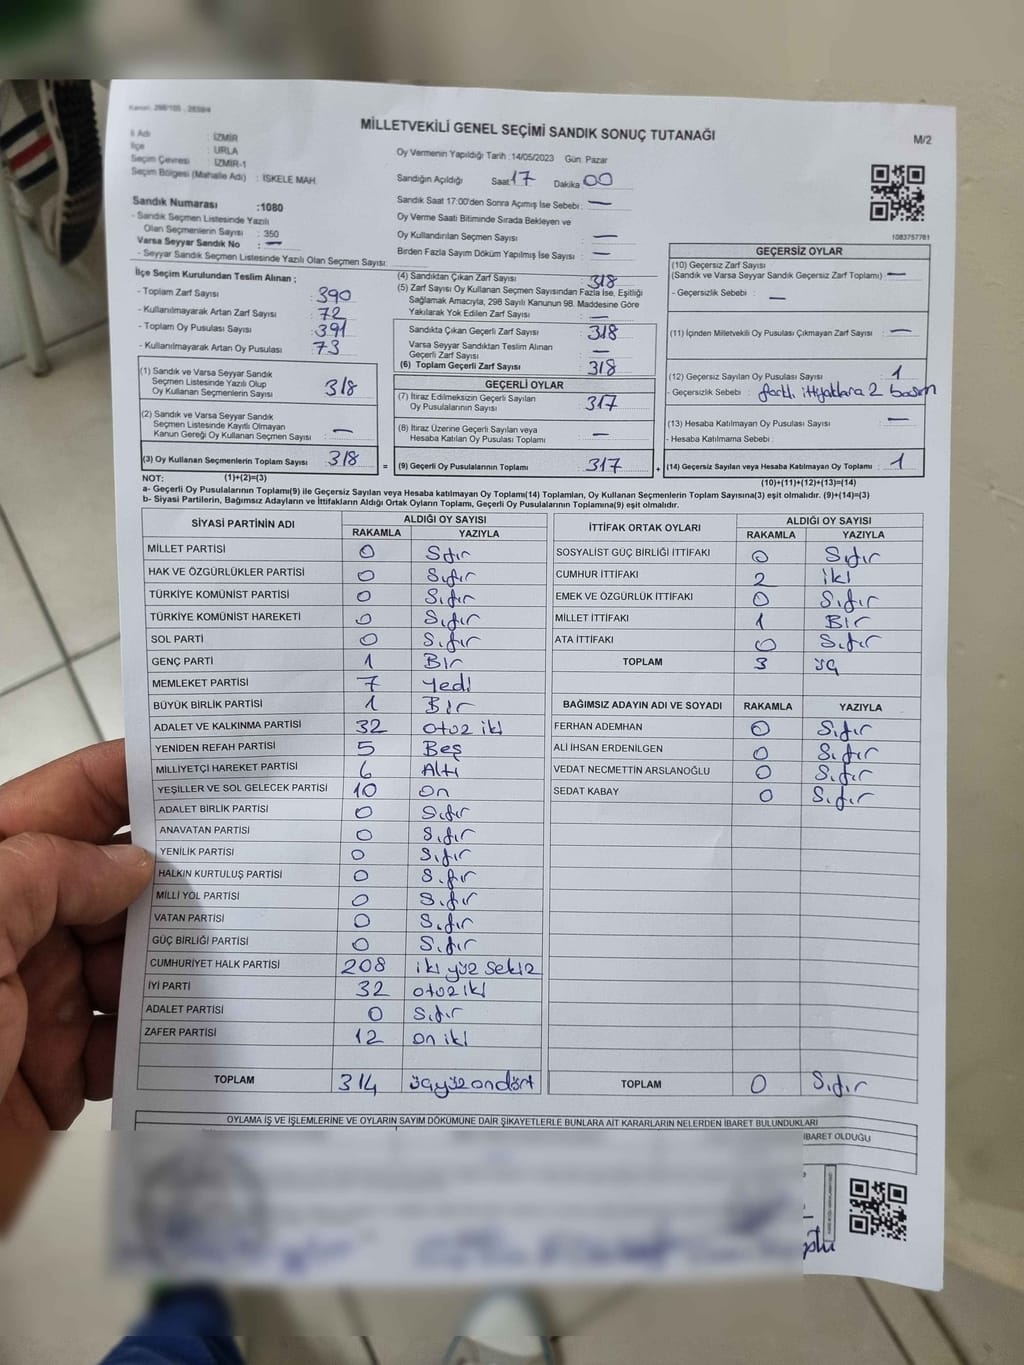 Kanun: 298/105 , 2839/4
MİLLETVEKİLİ GENEL SEÇİMİ SANDIK SONUÇ TUTANAĞI
M/2
İl Adı : İZMİR
İlçe : URLA
Seçim Çevresi : İZMİR-1
Seçim Bölgesi (Mahalle Adı) : İSKELE MAH.
Sandık Numarası :1080
- Sandık Seçmen Listesinde Yazılı
Olan Seçmenlerin Sayısı : 350
Varsa Seyyar Sandık No : —
- Seyyar Sandık Seçmen Listesinde Yazılı Olan Seçmen Sayısı:
Oy Vermenin Yapıldığı Tarih :14/05/2023 Gün: Pazar
Sandığın Açıldığı Saat 17 Dakika 00
Sandık Saat 17:00'den Sonra Açımış İse Sebebi : —
Oy Verme Saati Bitiminde Sırada Bekleyen ve
Oy Kullandırılan Seçmen Sayısı : —
Birden Fazla Sayım Döküm Yapılmış İse Sayısı : —
1083757781
İlçe Seçim Kurulundan Teslim Alınan ;
- Toplam Zarf Sayısı : 390
- Kullanılmayarak Artan Zarf Sayısı : 72
- Toplam Oy Pusulası Sayısı : 391
- Kullanılmayarak Artan Oy Pusulası : 73
(1) Sandık ve Varsa Seyyar Sandık
Seçmen Listesinde Yazılı Olup
Oy Kullanan Seçmenlerin Sayısı : 318
(2) Sandık ve Varsa Seyyar Sandık
Seçmen Listesinde Kayıtlı Olmayan
Kanun Gereği Oy Kullanan Seçmen Sayısı : —
(3) Oy Kullanan Seçmenlerin Toplam Sayısı : 318
(4) Sandıktan Çıkan Zarf Sayısı : 318
(5) Zarf Sayısı Oy Kullanan Seçmen Sayısından Fazla İse, Eşitliği
Sağlamak Amacıyla, 298 Sayılı Kanunun 98. Maddesine Göre
Yakılarak Yok Edilen Zarf Sayısı : —
Sandıkta Çıkan Geçerli Zarf Sayısı : 318
Varsa Seyyar Sandıktan Teslim Alınan
Geçerli Zarf Sayısı : —
(6) Toplam Geçerli Zarf Sayısı : 318
GEÇERLİ OYLAR
(7) İtiraz Edilmeksizin Geçerli Sayılan
Oy Pusulalarının Sayısı : 317
(8) İtiraz Üzerine Geçerli Sayılan veya
Hesaba Katılan Oy Pusulası Toplamı : —
= (9) Geçerli Oy Pusulalarının Toplamı : 317
GEÇERSİZ OYLAR
(10) Geçersiz Zarf Sayısı
(Sandık ve Varsa Seyyar Sandık Geçersiz Zarf Toplamı) : —
- Geçersizlik Sebebi : —
(11) İçinden Milletvekili Oy Pusulası Çıkmayan Zarf Sayısı : —
(12) Geçersiz Sayılan Oy Pusulası Sayısı : 1
- Geçersizlik Sebebi : farklı ittifaklara 2 basım
(13) Hesaba Katılmayan Oy Pusulası Sayısı : —
- Hesaba Katılmama Sebebi :
+ (14) Geçersiz Sayılan veya Hesaba Katılmayan Oy Toplamı : 1
NOT: (1)+(2)=(3)
(10)+(11)+(12)+(13)=(14)
a- Geçerli Oy Pusulalarının Toplamı(9) ile Geçersiz Sayılan veya Hesaba katılmayan Oy Toplamı(14) Toplamları, Oy Kullanan Seçmenlerin Toplam Sayısına(3) eşit olmalıdır. (9)+(14)=(3)
b- Siyasi Partilerin, Bağımsız Adayların ve İttifakların Aldığı Ortak Oyların Toplamı, Geçerli Oy Pusulalarının Toplamına(9) eşit olmalıdır.
SİYASİ PARTİNİN ADI ALDIĞI OY SAYISI
RAKAMLA YAZIYLA
MİLLET PARTİSİ 0 Sıfır
HAK VE ÖZGÜRLÜKLER PARTİSİ 0 Sıfır
TÜRKİYE KOMÜNİST PARTİSİ 0 Sıfır
TÜRKİYE KOMÜNİST HAREKETİ 0 Sıfır
SOL PARTİ 0 Sıfır
GENÇ PARTİ 1 Bir
MEMLEKET PARTİSİ 7 Yedi
BÜYÜK BİRLİK PARTİSİ 1 Bir
ADALET VE KALKINMA PARTİSİ 32 otuz iki
YENİDEN REFAH PARTİSİ 5 Beş
MİLLİYETÇİ HAREKET PARTİSİ 6 Altı
YEŞİLLER VE SOL GELECEK PARTİSİ 10 on
ADALET BİRLİK PARTİSİ 0 Sıfır
ANAVATAN PARTİSİ 0 Sıfır
YENİLİK PARTİSİ 0 Sıfır
HALKIN KURTULUŞ PARTİSİ 0 Sıfır
MİLLİ YOL PARTİSİ 0 Sıfır
VATAN PARTİSİ 0 Sıfır
GÜÇ BİRLİĞİ PARTİSİ 0 Sıfır
CUMHURİYET HALK PARTİSİ 208 iki yüz sekiz
İYİ PARTİ 32 otuz iki
ADALET PARTİSİ 0 Sıfır
ZAFER PARTİSİ 12 on iki
TOPLAM 314 üçyüzondört
İTTİFAK ORTAK OYLARI ALDIĞI OY SAYISI
RAKAMLA YAZIYLA
SOSYALİST GÜÇ BİRLİĞİ İTTİFAKI 0 Sıfır
CUMHUR İTTİFAKI 2 iki
EMEK VE ÖZGÜRLÜK İTTİFAKI 0 Sıfır
MİLLET İTTİFAKI 1 Bir
ATA İTTİFAKI 0 Sıfır
TOPLAM 3 üç
BAĞIMSIZ ADAYIN ADI VE SOYADI RAKAMLA YAZIYLA
FERHAN ADEMHAN 0 Sıfır
ALİ İHSAN ERDENİLGEN 0 Sıfır
VEDAT NECMETTİN ARSLANOĞLU 0 Sıfır
SEDAT KABAY 0 Sıfır
TOPLAM 0 Sıfır
OYLAMA İŞ VE İŞLEMLERİNE VE OYLARIN SAYIM DÖKÜMÜNE DAİR ŞİKAYETLERLE BUNLARA AİT KARARLARIN NELERDEN İBARET BULUNDUKLARI
İBARET OLDUĞU